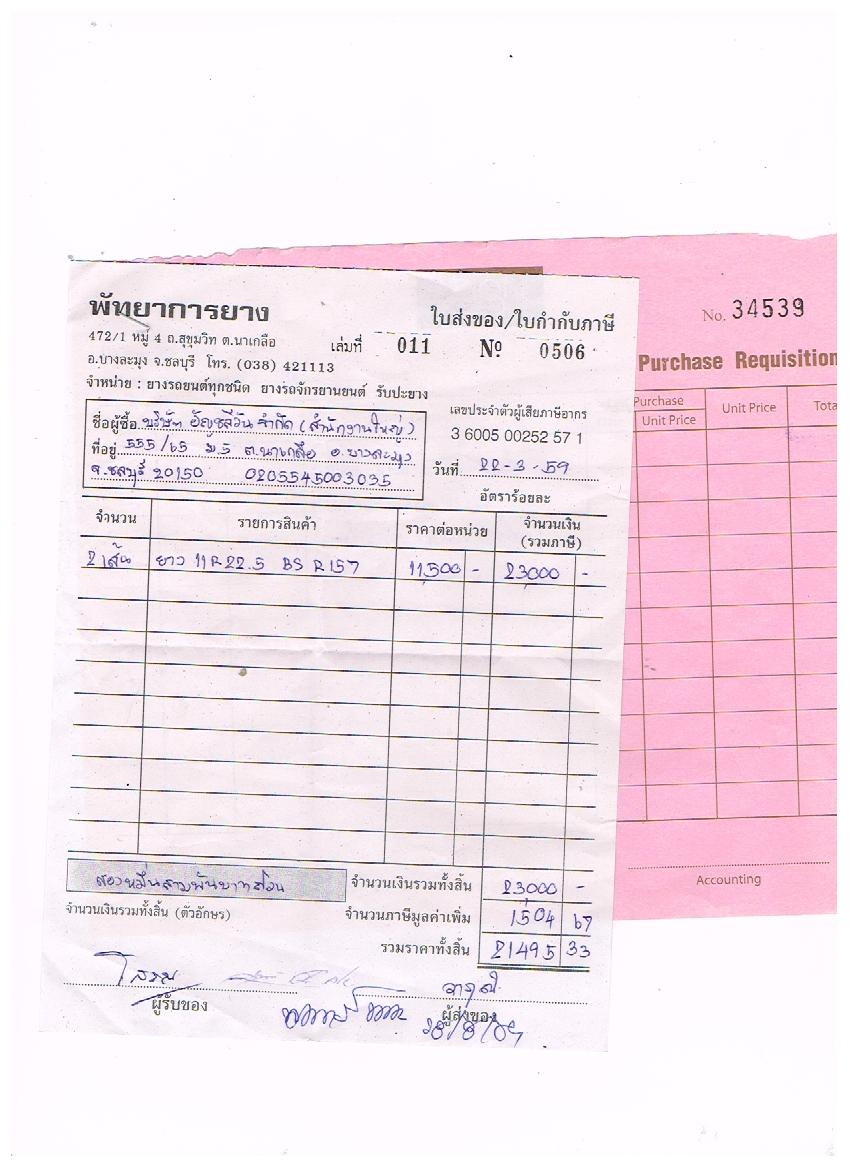 พัทยาการยาง
472/1 หมู่ 4 ถ.สุขุมวิท ต.นาเกลือ
อ.บางละมุง จ.ชลบุรี โทร. (038) 421113
จำหน่าย : ยางรถยนต์ทุกชนิด ยางรถจักรยานยนต์ รับปะยาง
ใบส่งของ/ใบกำกับภาษี
เล่มที่ 011 Nº 0506
ชื่อผู้ซื้อ บริษัท อัญชลีวัน จำกัด (สำนักงานใหญ่)
ที่อยู่ 555/65 ม.5 ต.นาเกลือ อ.บางละมุง
จ.ชลบุรี 20150 0205545003035
เลขประจำตัวผู้เสียภาษีอากร
3 6005 00252 57 1
วันที่ 22-3-59
อัตราร้อยละ
จำนวน รายการสินค้า ราคาต่อหน่วย จำนวนเงิน (รวมภาษี)
2 เส้น ยาง 11R22.5 BS R157 11,500 - 23,000 -
สองหมื่นสามพันบาทถ้วน จำนวนเงินรวมทั้งสิ้น 23,000 -
จำนวนเงินรวมทั้งสิ้น (ตัวอักษร) จำนวนภาษีมูลค่าเพิ่ม 1,504 67
รวมราคาทั้งสิ้น 21495 33
ผู้รับของ ผู้ส่งของ
No. 34539
Purchase Requisition
Purchase
Unit Price Unit Price Tota
Accounting